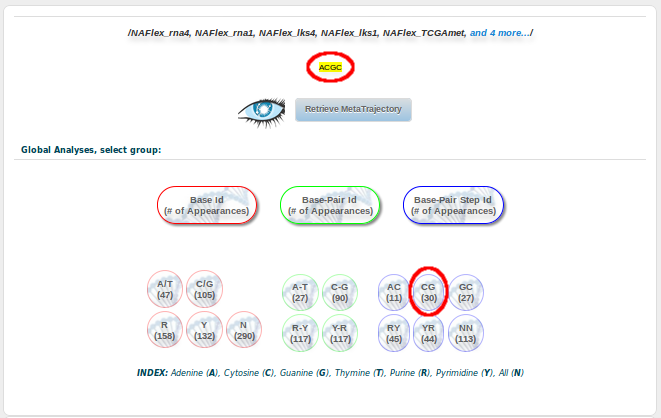 /NAFlex_rna4, NAFlex_rna1, NAFlex_lks4, NAFlex_lks1, NAFlex_TCGAmet, and 4 more.../
ACGC
Retrieve MetaTrajectory
Global Analyses, select group:
Base Id
(# of Appearances)
Base-Pair Id
(# of Appearances)
Base-Pair Step Id
(# of Appearances)
A/T
(47)
C/G
(105)
R
(158)
Y
(132)
N
(290)
A-T
(27)
C-G
(90)
R-Y
(117)
Y-R
(117)
AC
(11)
CG
(30)
GC
(27)
RY
(45)
YR
(44)
NN
(113)
INDEX: Adenine (A), Cytosine (C), Guanine (G), Thymine (T), Purine (R), Pyrimidine (Y), All (N)